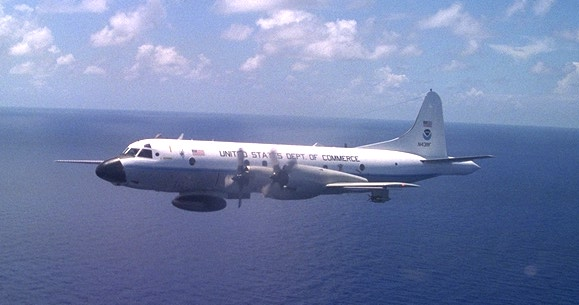 UNITED STATES DEPT. OF COMMERCE